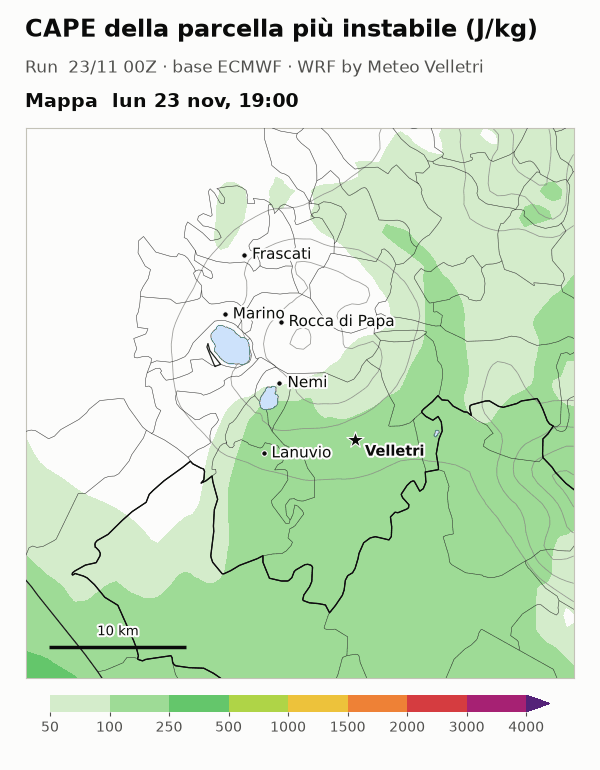 CAPE della parcella più instabile (J/kg)
Run  23/11 00Z · base ECMWF · WRF by Meteo Velletri
Mappa  lun 23 nov, 19:00
Frascati
Marino
Rocca di Papa
Nemi
Velletri
Lanuvio
10 km
50 100 250 500 1000 1500 2000 3000 4000